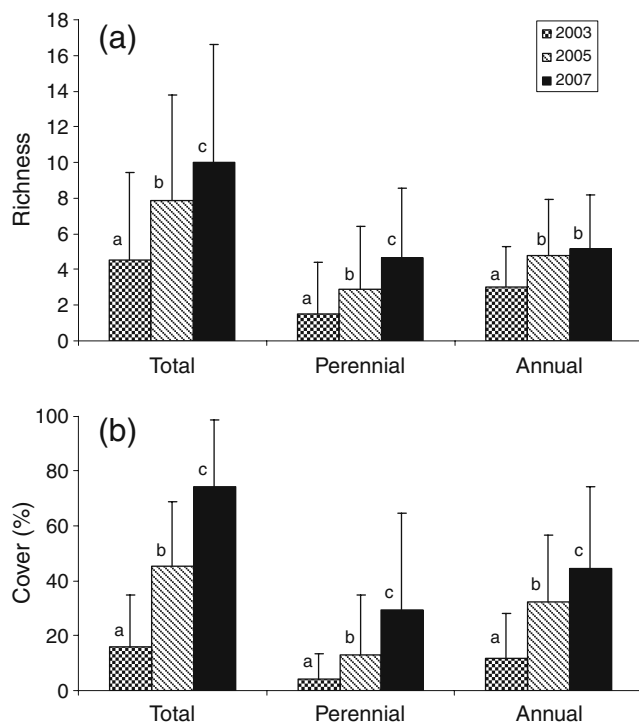 (a)
2003
2005
2007
Richness
18
16
14
12
10
8
6
4
2
0
a b c
a b c
a b b
Total Perennial Annual
(b)
Cover (%)
100
80
60
40
20
0
a b c
a b c
a b c
Total Perennial Annual